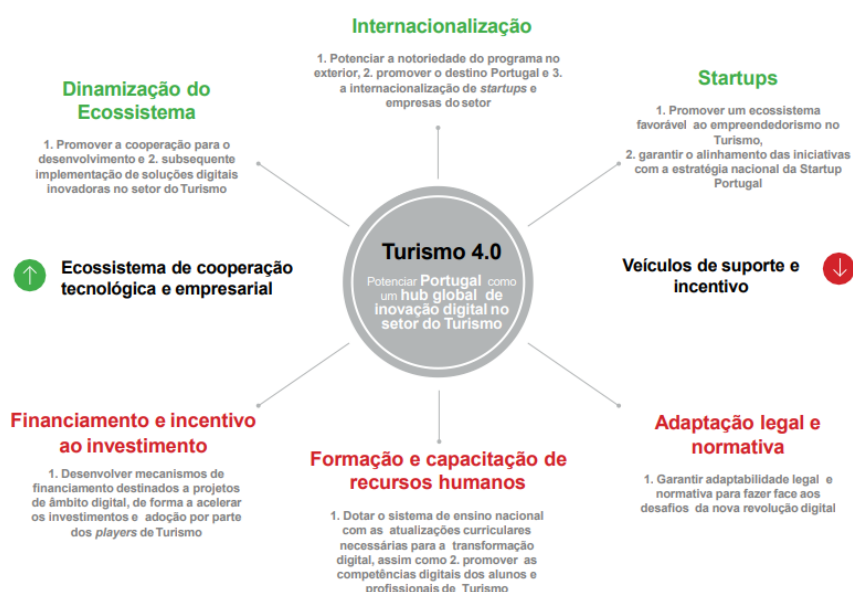 Internacionalização
1. Potenciar a notoriedade do programa no
exterior, 2. promover o destino Portugal e 3.
a internacionalização de startups e
empresas do setor
Dinamização do
Ecossistema
1. Promover a cooperação para o
desenvolvimento e 2. subsequente
implementação de soluções digitais
inovadoras no setor do Turismo
Startups
1. Promover um ecossistema
favorável ao empreendedorismo no
Turismo,
2. garantir o alinhamento das iniciativas
com a estratégia nacional da Startup
Portugal
Ecossistema de cooperação
tecnológica e empresarial
Turismo 4.0
Potenciar Portugal como
um hub global de
inovação digital no
setor do Turismo
Veículos de suporte e
incentivo
Financiamento e incentivo
ao investimento
1. Desenvolver mecanismos de
financiamento destinados a projetos
de âmbito digital, de forma a acelerar
os investimentos e adoção por parte
dos players de Turismo
Formação e capacitação de
recursos humanos
1. Dotar o sistema de ensino nacional
com as atualizações curriculares
necessárias para a transformação
digital, assim como 2. promover as
competências digitais dos alunos e
profissionais de Turismo
Adaptação legal e
normativa
1. Garantir adaptabilidade legal e
normativa para fazer face aos
desafios da nova revolução digital